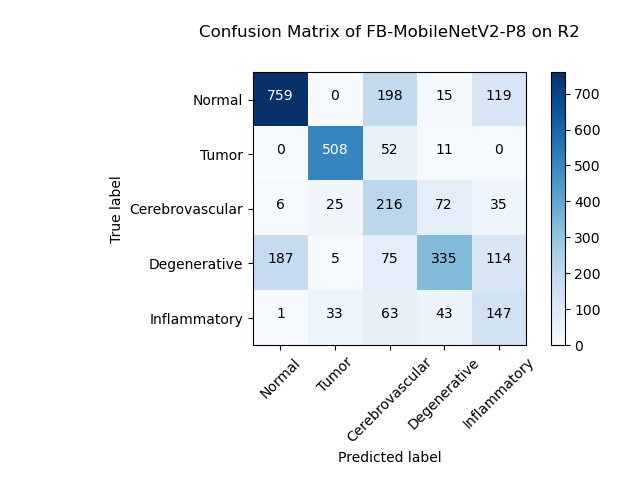 Confusion Matrix of FB-MobileNetV2-P8 on R2
Normal 759 0 198 15 119
Tumor 0 508 52 11 0
Cerebrovascular 6 25 216 72 35
Degenerative 187 5 75 335 114
Inflammatory 1 33 63 43 147
True label
Normal Tumor Cerebrovascular Degenerative Inflammatory
Predicted label
700
600
500
400
300
200
100
0